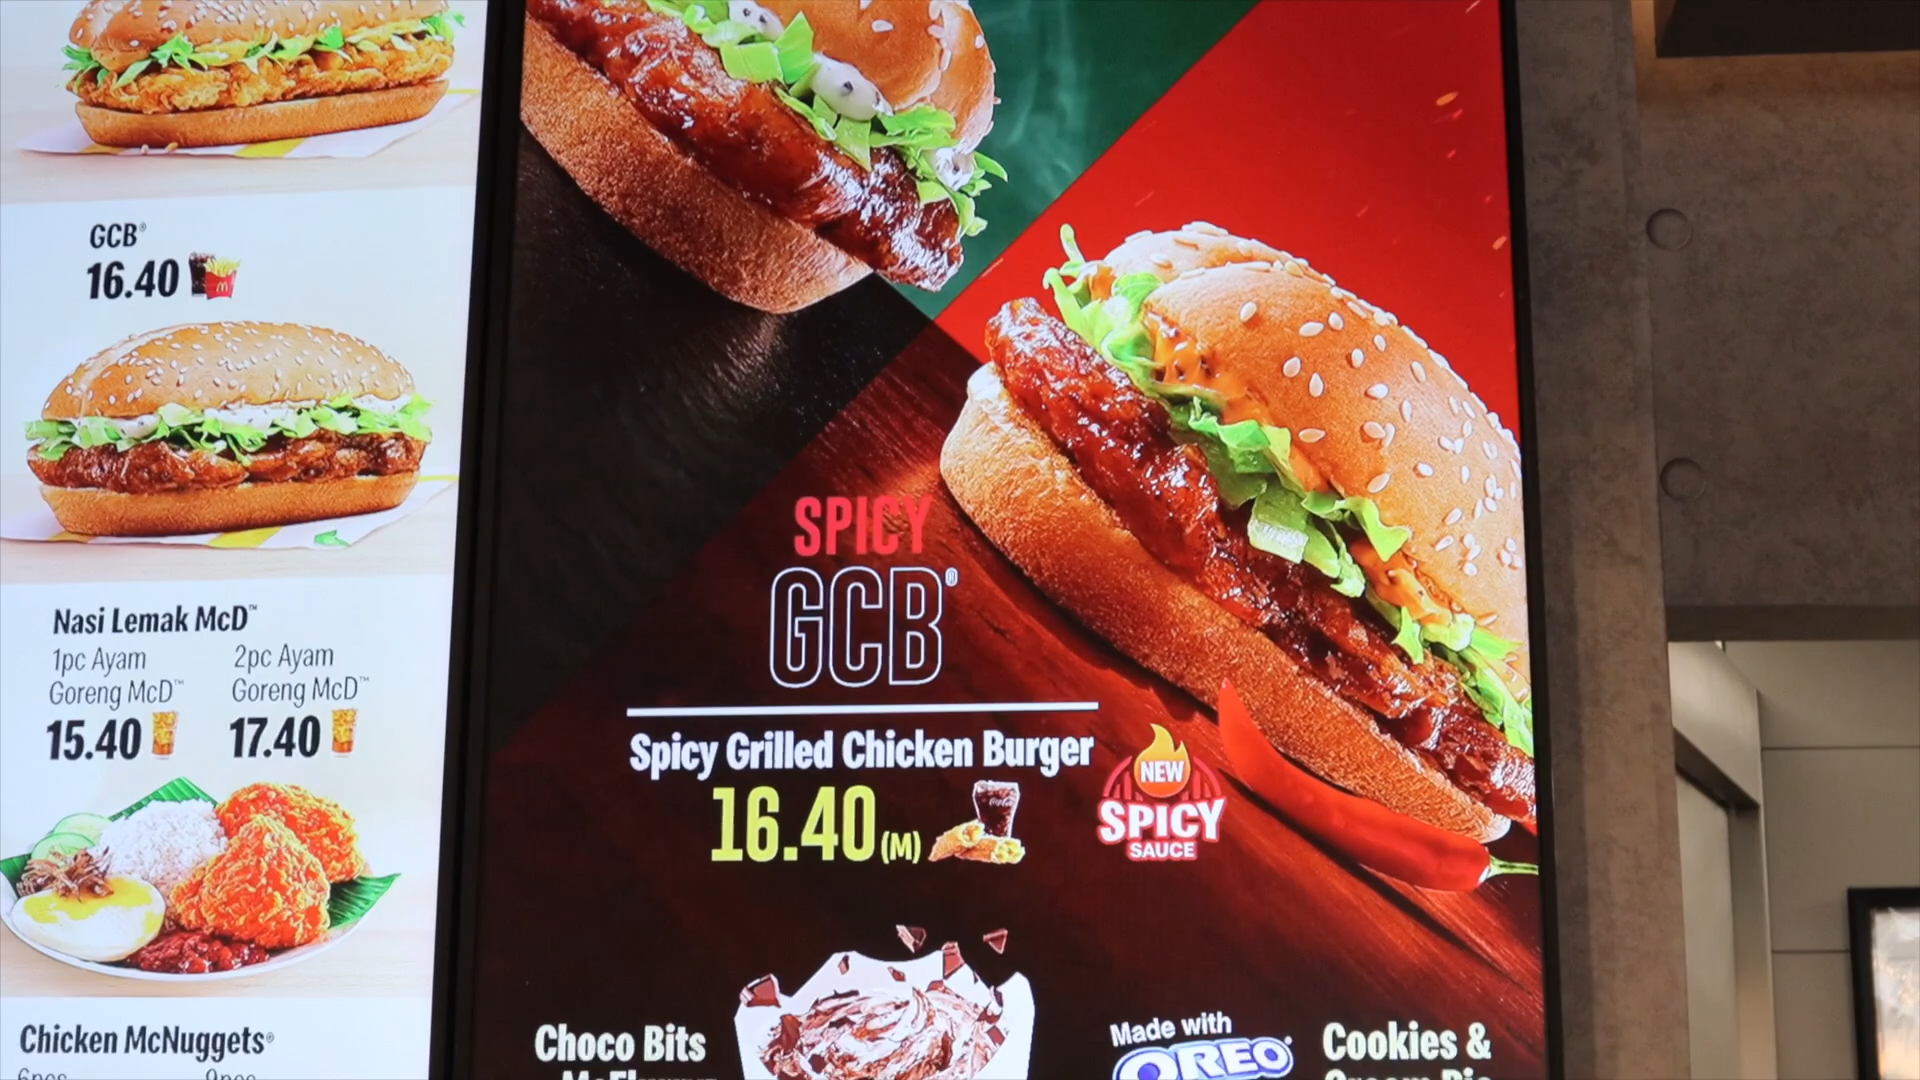 GCB®
16.40
Nasi Lemak McD™
1pc Ayam
Goreng McD™
15.40
2pc Ayam
Goreng McD™
17.40
Chicken McNuggets®
SPICY
GCB®
Spicy Grilled Chicken Burger
16.40 (M)
NEW
SPICY
SAUCE
Choco Bits
Made with
OREO
Cookies &